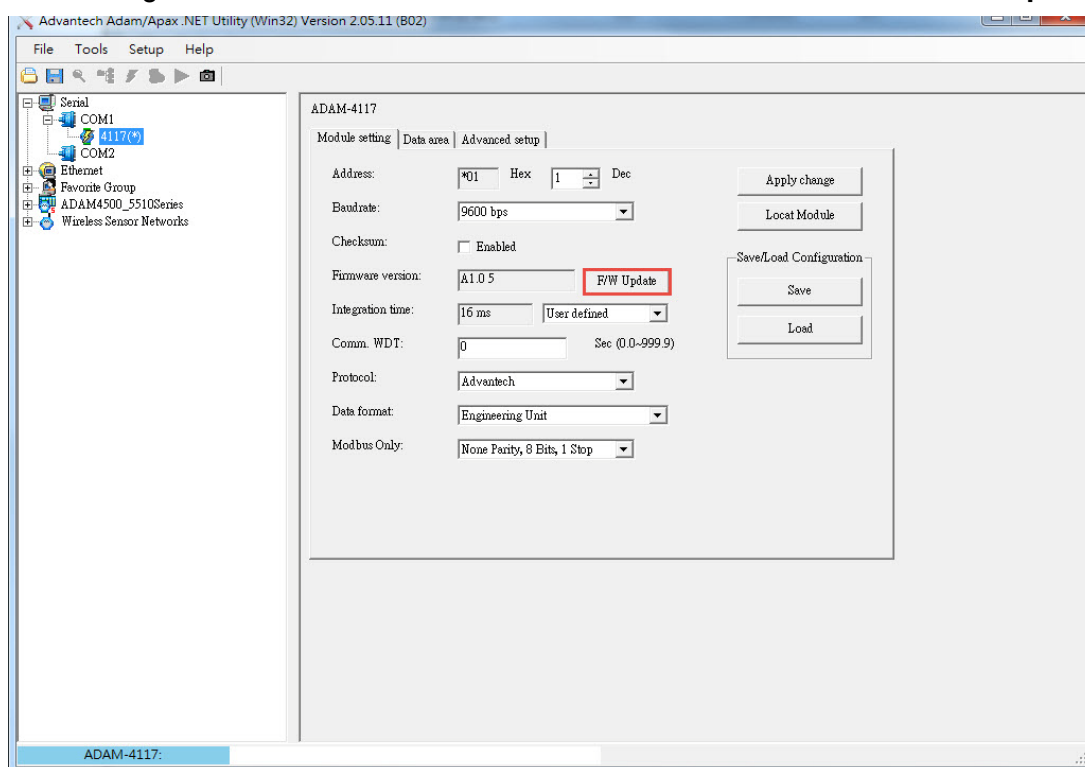 Advantech Adam/Apax .NET Utility (Win32) Version 2.05.11 (B02)
File Tools Setup Help
Serial
COM1
4117(*)
COM2
Ethernet
Favorite Group
ADAM4500_5510Series
Wireless Sensor Networks
ADAM-4117
Module setting Data area Advanced setup
Address: *01 Hex 1 Dec
Apply change
Baudrate: 9600 bps
Locat Module
Checksum: Enabled
Save/Load Configuration
Firmware version: A1.0 5 F/W Update
Save
Integration time: 16 ms User defined
Load
Comm. WDT: 0 Sec (0.0~999.9)
Protocol: Advantech
Data format: Engineering Unit
Modbus Only: None Parity, 8 Bits, 1 Stop
ADAM-4117: